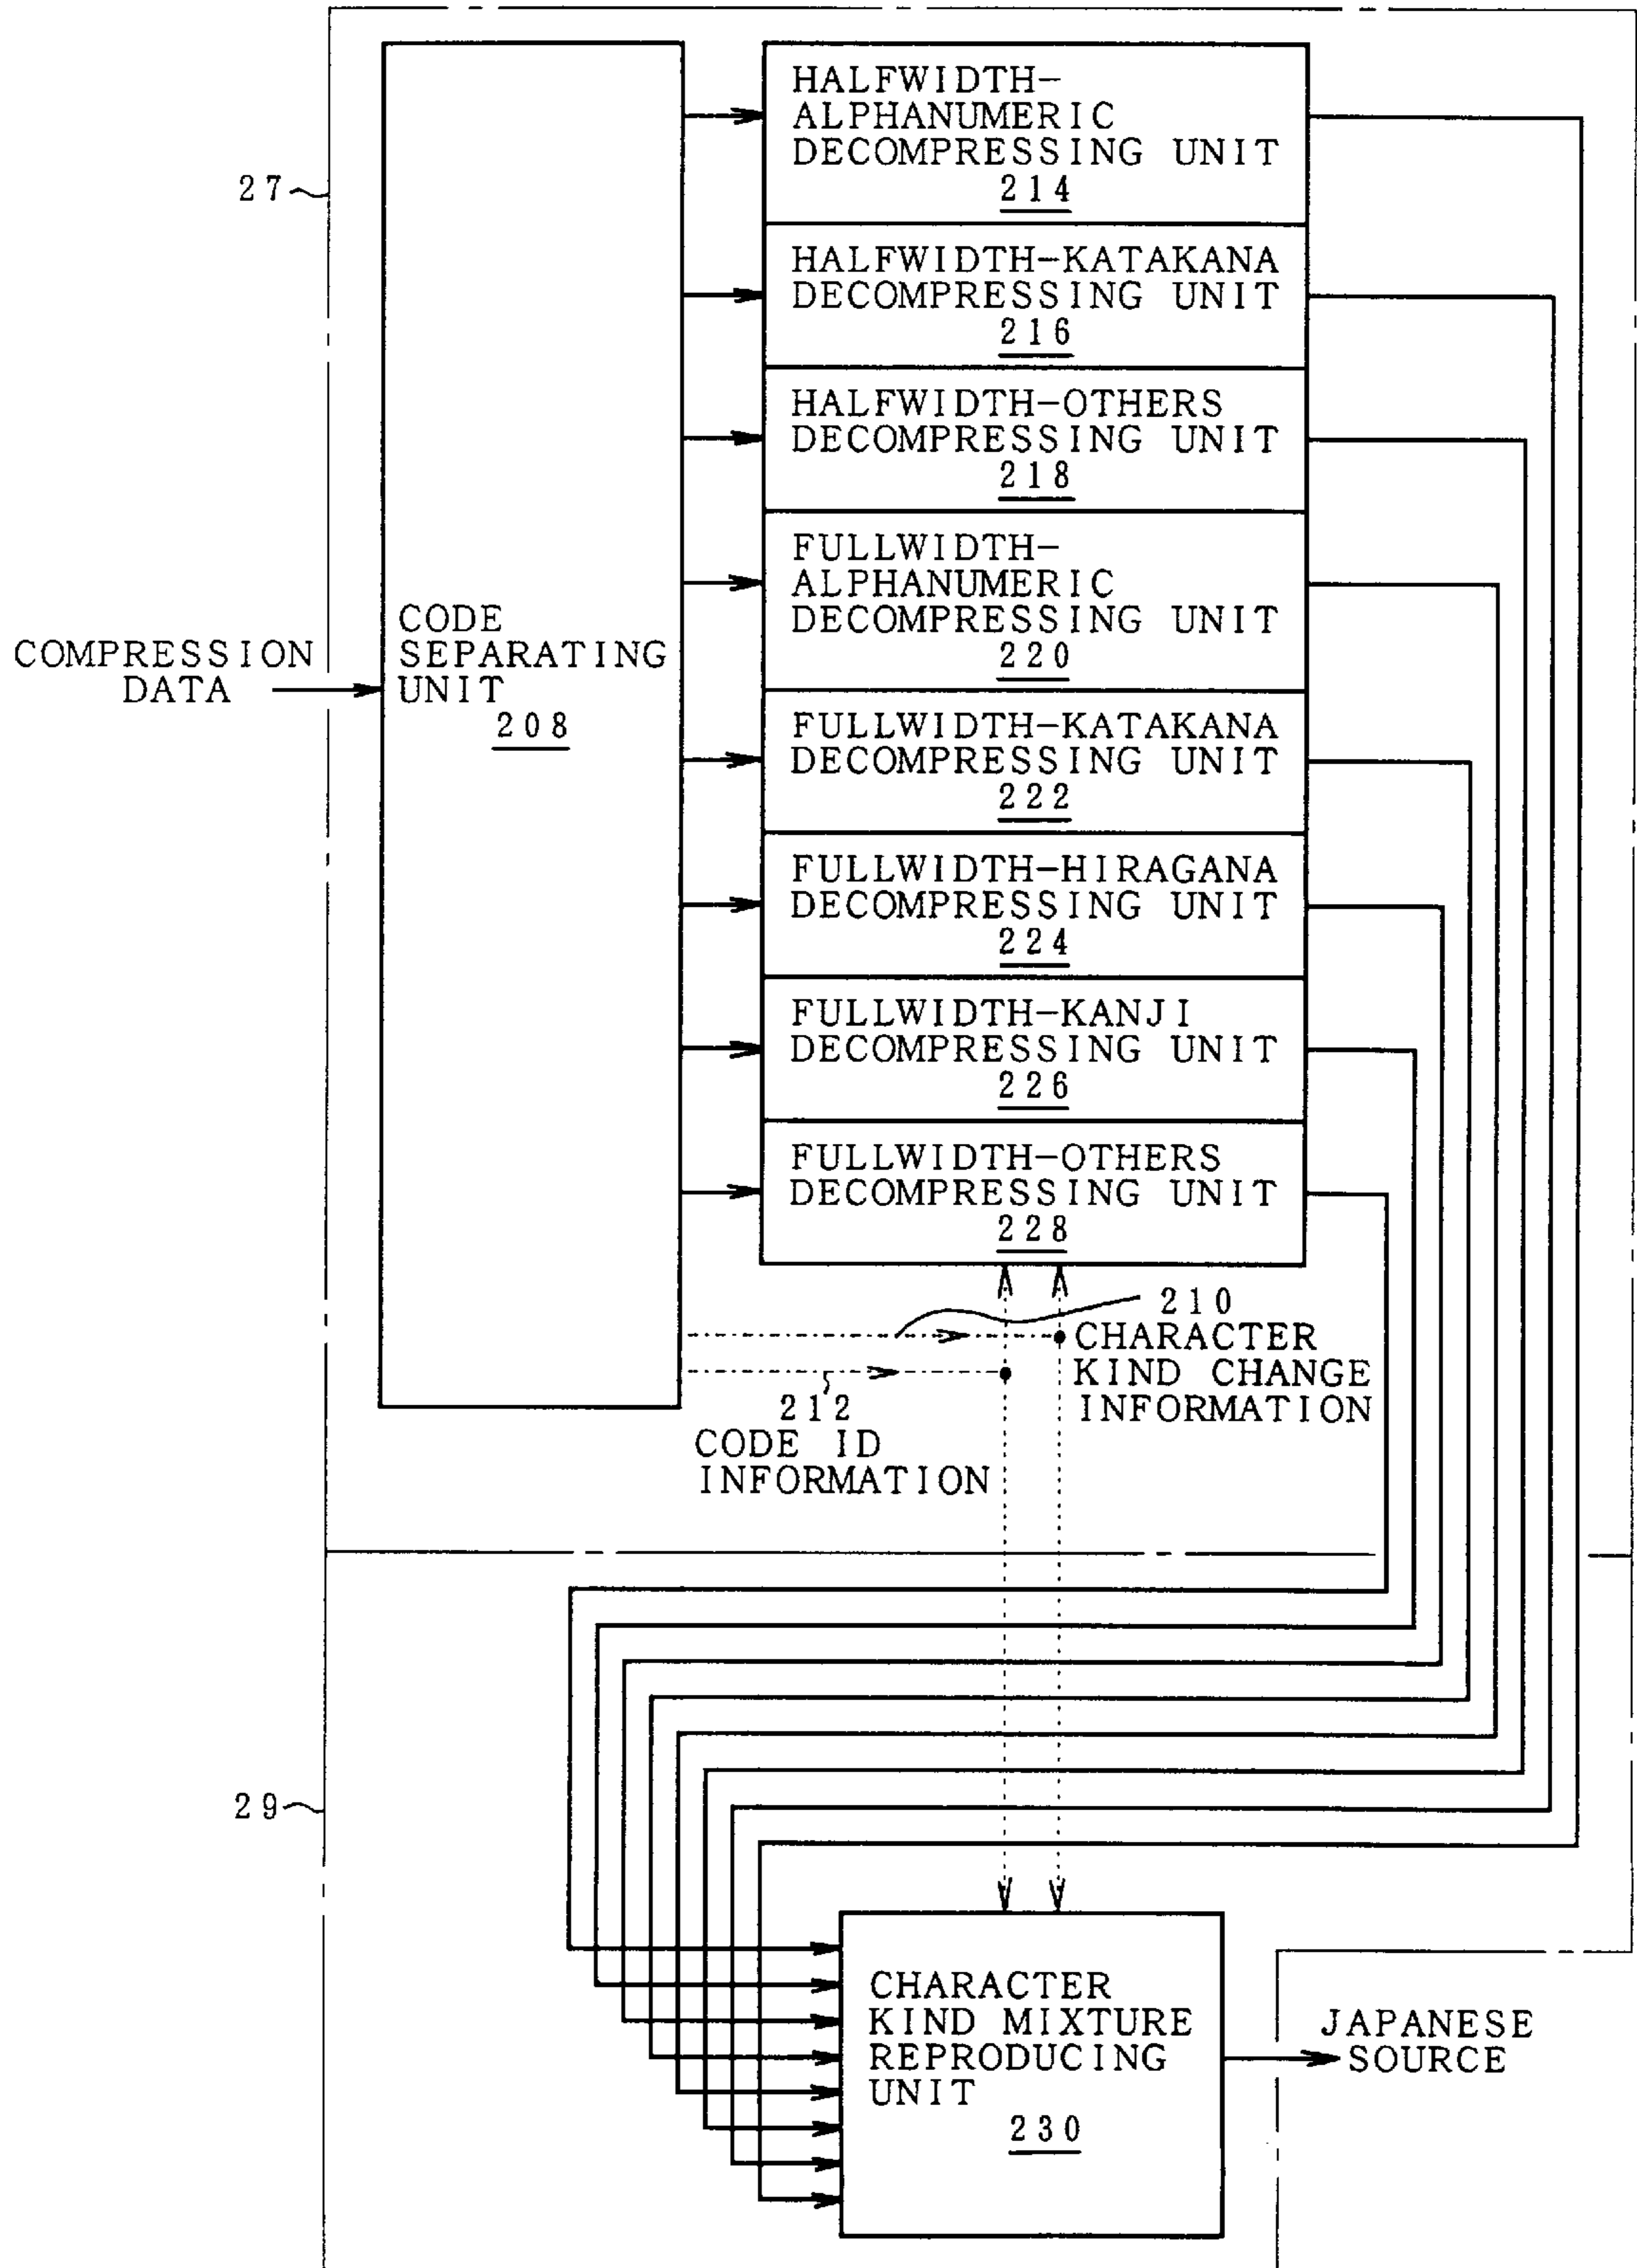 27
COMPRESSION
DATA
CODE
SEPARATING
UNIT
208
HALFWIDTH-
ALPHANUMERIC
DECOMPRESSING UNIT
214
HALFWIDTH-KATAKANA
DECOMPRESSING UNIT
216
HALFWIDTH-OTHERS
DECOMPRESSING UNIT
218
FULLWIDTH-
ALPHANUMERIC
DECOMPRESSING UNIT
220
FULLWIDTH-KATAKANA
DECOMPRESSING UNIT
222
FULLWIDTH-HIRAGANA
DECOMPRESSING UNIT
224
FULLWIDTH-KANJI
DECOMPRESSING UNIT
226
FULLWIDTH-OTHERS
DECOMPRESSING UNIT
228
210
CHARACTER
KIND CHANGE
INFORMATION
212
CODE ID
INFORMATION
29
CHARACTER
KIND MIXTURE
REPRODUCING
UNIT
230
JAPANESE
SOURCE